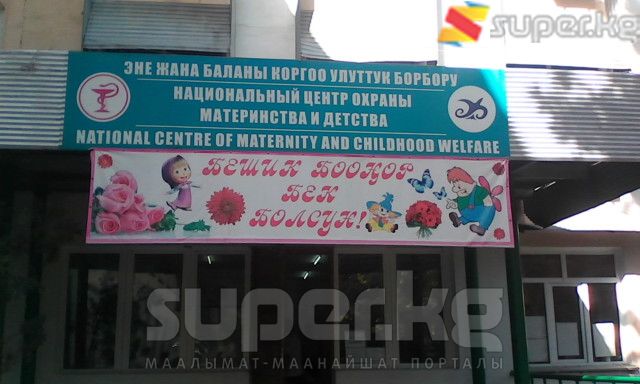 super.kg
ЭНЕ ЖАНА БАЛАНЫ КОРГОО УЛУТТУК БОРБОРУ
НАЦИОНАЛЬНЫЙ ЦЕНТР ОХРАНЫ
МАТЕРИНСТВА И ДЕТСТВА
NATIONAL CENTRE OF MATERNITY AND CHILDHOOD WELFARE
БЕШИК БООҢОР
БЕК
БОЛСУН!
super.kg
МААЛЫМАТ-МААНАЙШАТ ПОРТАЛЫ